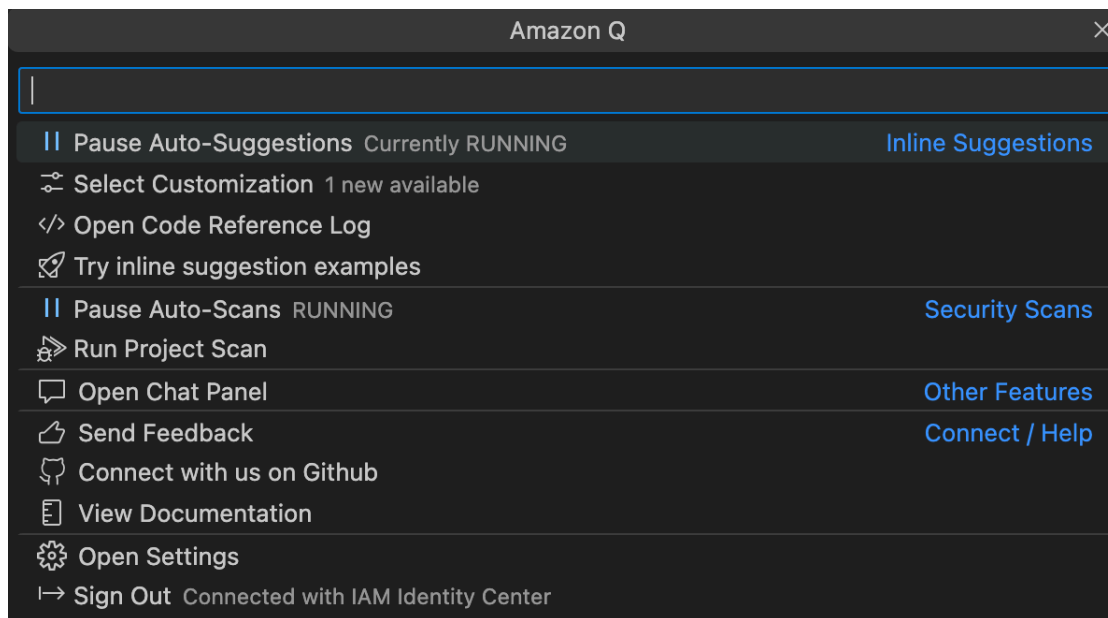 Amazon Q
Pause Auto-Suggestions Currently RUNNING Inline Suggestions
Select Customization 1 new available
Open Code Reference Log
Try inline suggestion examples
Pause Auto-Scans RUNNING Security Scans
Run Project Scan
Open Chat Panel Other Features
Send Feedback Connect / Help
Connect with us on Github
View Documentation
Open Settings
Sign Out Connected with IAM Identity Center